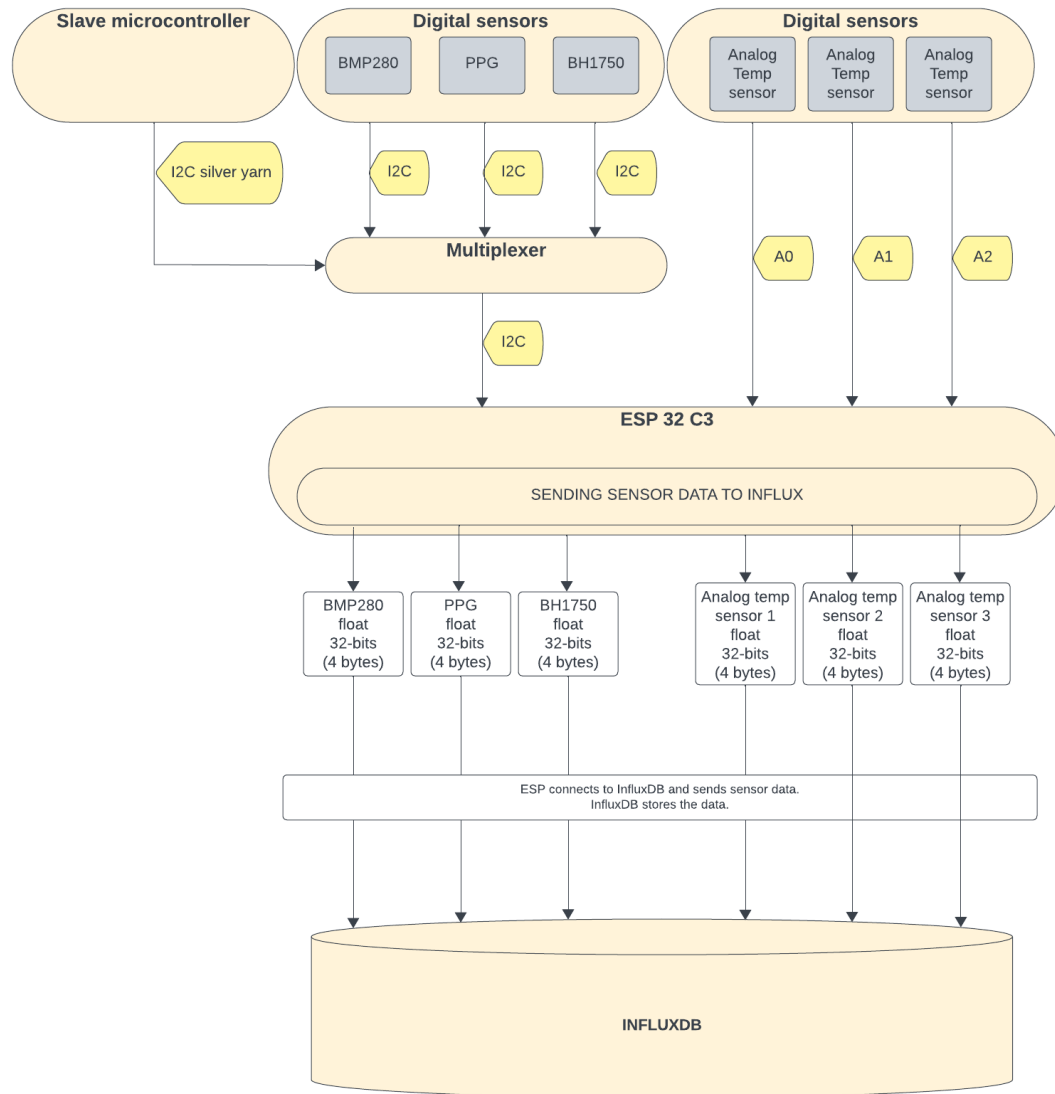 Slave microcontroller
Digital sensors
Digital sensors
BMP280
PPG
BH1750
Analog
Temp
sensor
Analog
Temp
sensor
Analog
Temp
sensor
I2C silver yarn
I2C
I2C
I2C
Multiplexer
A0
A1
A2
I2C
ESP 32 C3
SENDING SENSOR DATA TO INFLUX
BMP280
float
32-bits
(4 bytes)
PPG
float
32-bits
(4 bytes)
BH1750
float
32-bits
(4 bytes)
Analog temp
sensor 1
float
32-bits
(4 bytes)
Analog temp
sensor 2
float
32-bits
(4 bytes)
Analog temp
sensor 3
float
32-bits
(4 bytes)
ESP connects to InfluxDB and sends sensor data.
InfluxDB stores the data.
INFLUXDB